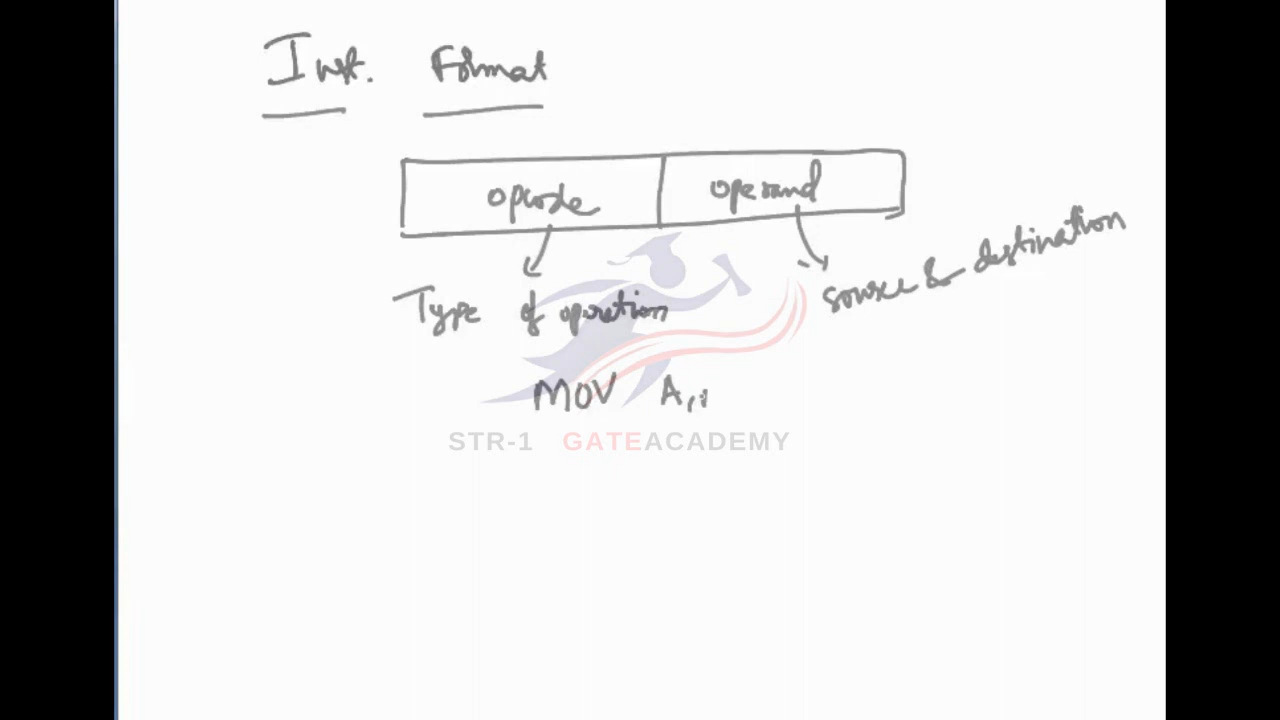 Inst. Format
opcode operand
Type of operation source & destination
MOV A,
STR-1 GATEACADEMY